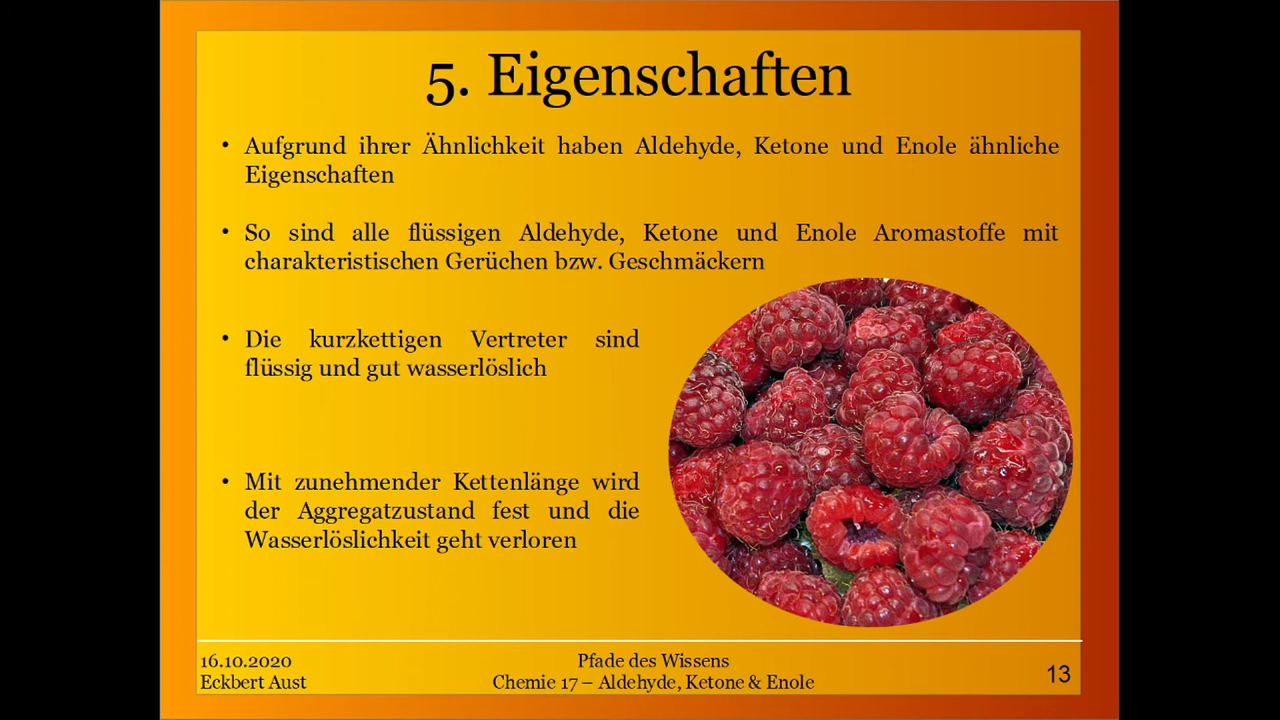 5. Eigenschaften
• Aufgrund ihrer Ähnlichkeit haben Aldehyde, Ketone und Enole ähnliche
Eigenschaften
• So sind alle flüssigen Aldehyde, Ketone und Enole Aromastoffe mit
charakteristischen Gerüchen bzw. Geschmäckern
• Die kurzkettigen Vertreter sind
flüssig und gut wasserlöslich
• Mit zunehmender Kettenlänge wird
der Aggregatzustand fest und die
Wasserlöslichkeit geht verloren
16.10.2020
Eckbert Aust
Pfade des Wissens
Chemie 17 – Aldehyde, Ketone & Enole
13